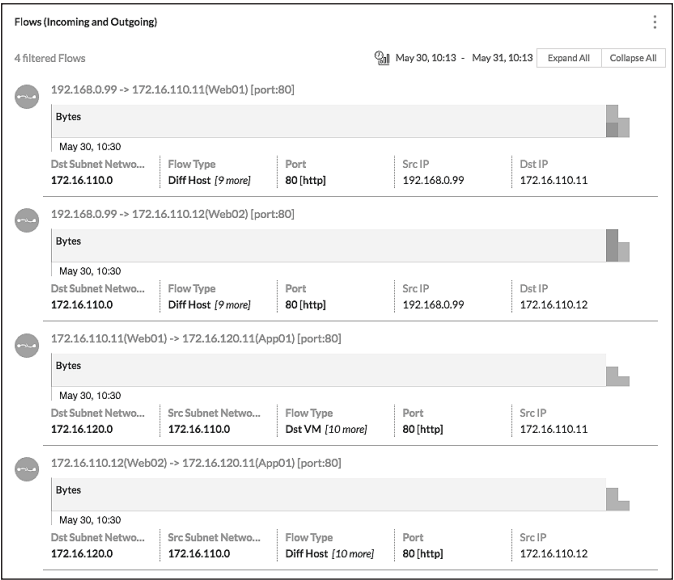 Flows (Incoming and Outgoing)
4 filtered Flows
May 30, 10:13 - May 31, 10:13
Expand All
Collapse All
192.168.0.99 -> 172.16.110.11(Web01) [port:80]
Bytes
May 30, 10:30
Dst Subnet Netwo... Flow Type Port Src IP Dst IP
172.16.110.0 Diff Host [9 more] 80 [http] 192.168.0.99 172.16.110.11
192.168.0.99 -> 172.16.110.12(Web02) [port:80]
Bytes
May 30, 10:30
Dst Subnet Netwo... Flow Type Port Src IP Dst IP
172.16.110.0 Diff Host [9 more] 80 [http] 192.168.0.99 172.16.110.12
172.16.110.11(Web01) -> 172.16.120.11(App01) [port:80]
Bytes
May 30, 10:30
Dst Subnet Netwo... Src Subnet Netwo... Flow Type Port Src IP
172.16.120.0 172.16.110.0 Dst VM [10 more] 80 [http] 172.16.110.11
172.16.110.12(Web02) -> 172.16.120.11(App01) [port:80]
Bytes
May 30, 10:30
Dst Subnet Netwo... Src Subnet Netwo... Flow Type Port Src IP
172.16.120.0 172.16.110.0 Diff Host [10 more] 80 [http] 172.16.110.12